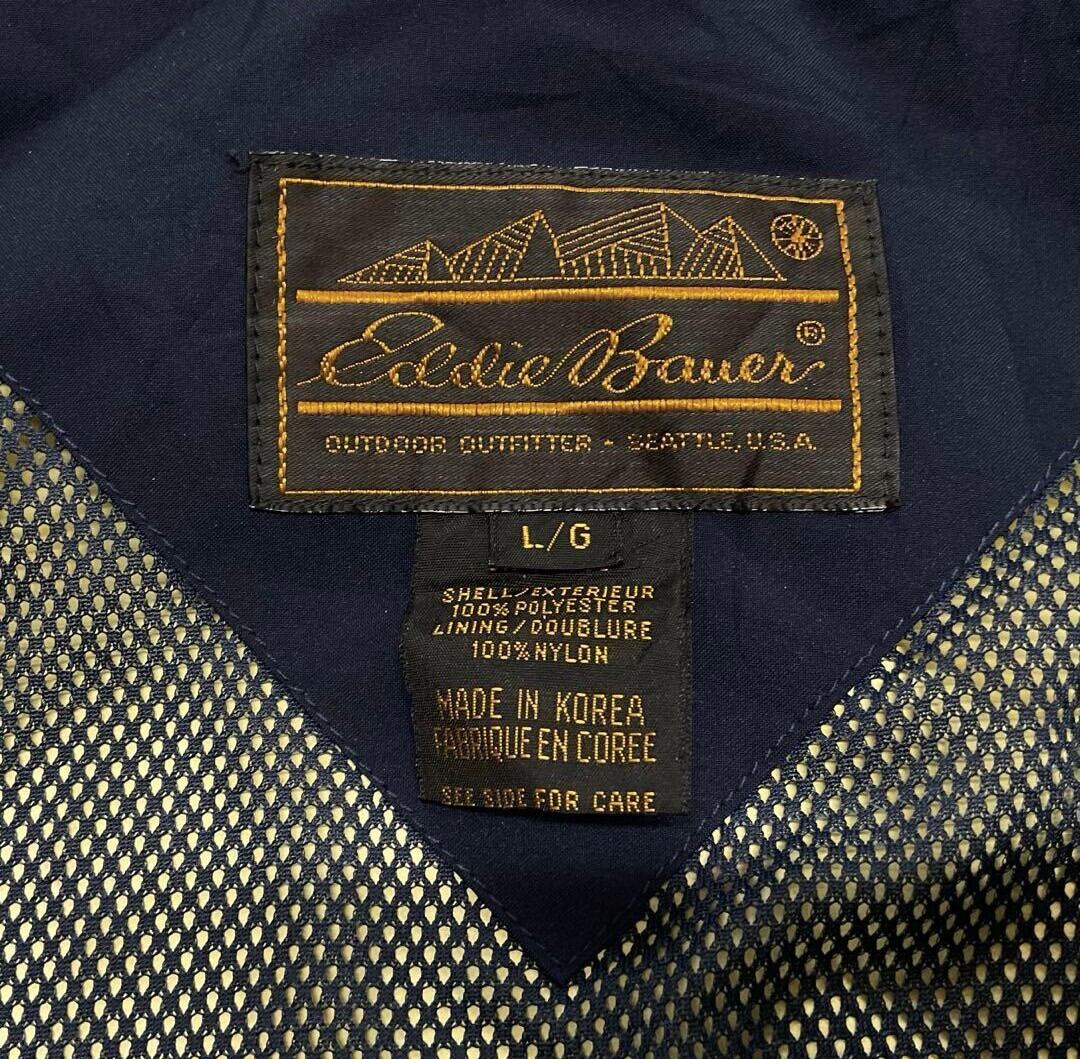 Eddie Bauer ®
OUTDOOR OUTFITTER - SEATTLE, U.S.A.
L/G
SHELL/EXTERIEUR
100% POLYESTER
LINING/DOUBLURE
100% NYLON
MADE IN KOREA
FABRIQUE EN COREE
SEE SIDE FOR CARE